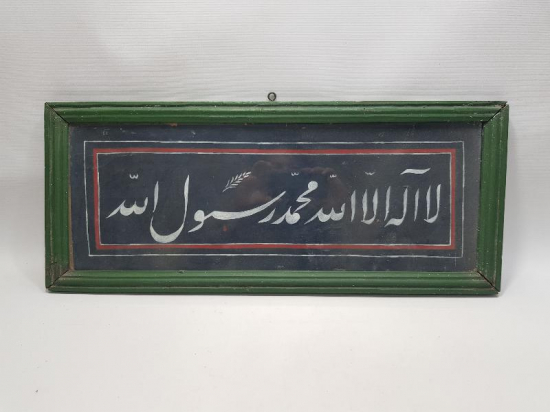 لا اله الا الله محمد رسول الله